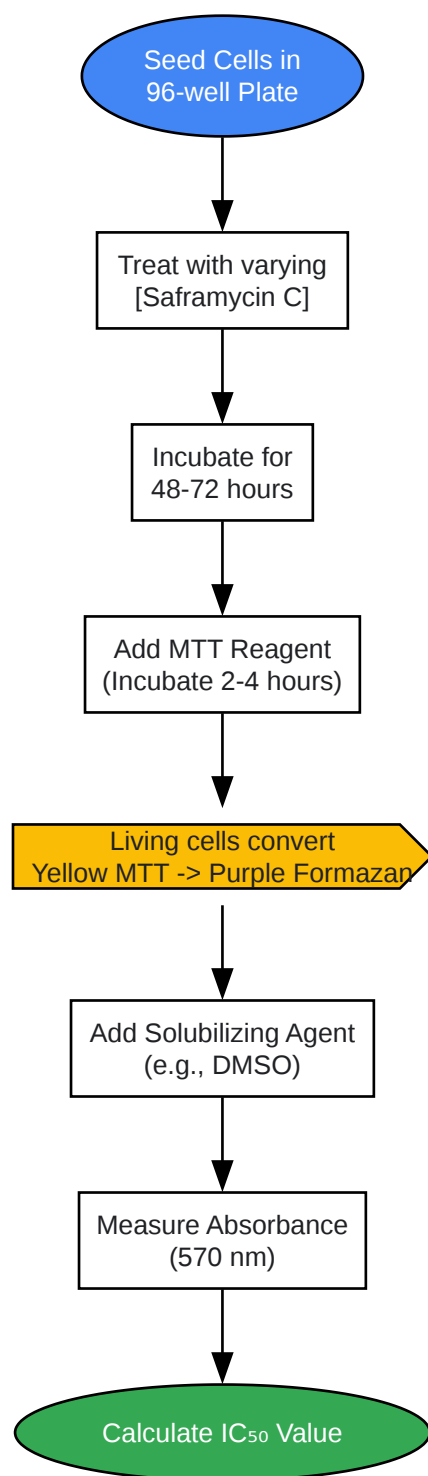 Seed Cells in
96-well Plate
Treat with varying
[Saframycin C]
Incubate for
48-72 hours
Add MTT Reagent
(Incubate 2-4 hours)
Living cells convert
Yellow MTT -> Purple Formazan
Add Solubilizing Agent
(e.g., DMSO)
Measure Absorbance
(570 nm)
Calculate IC₅₀ Value